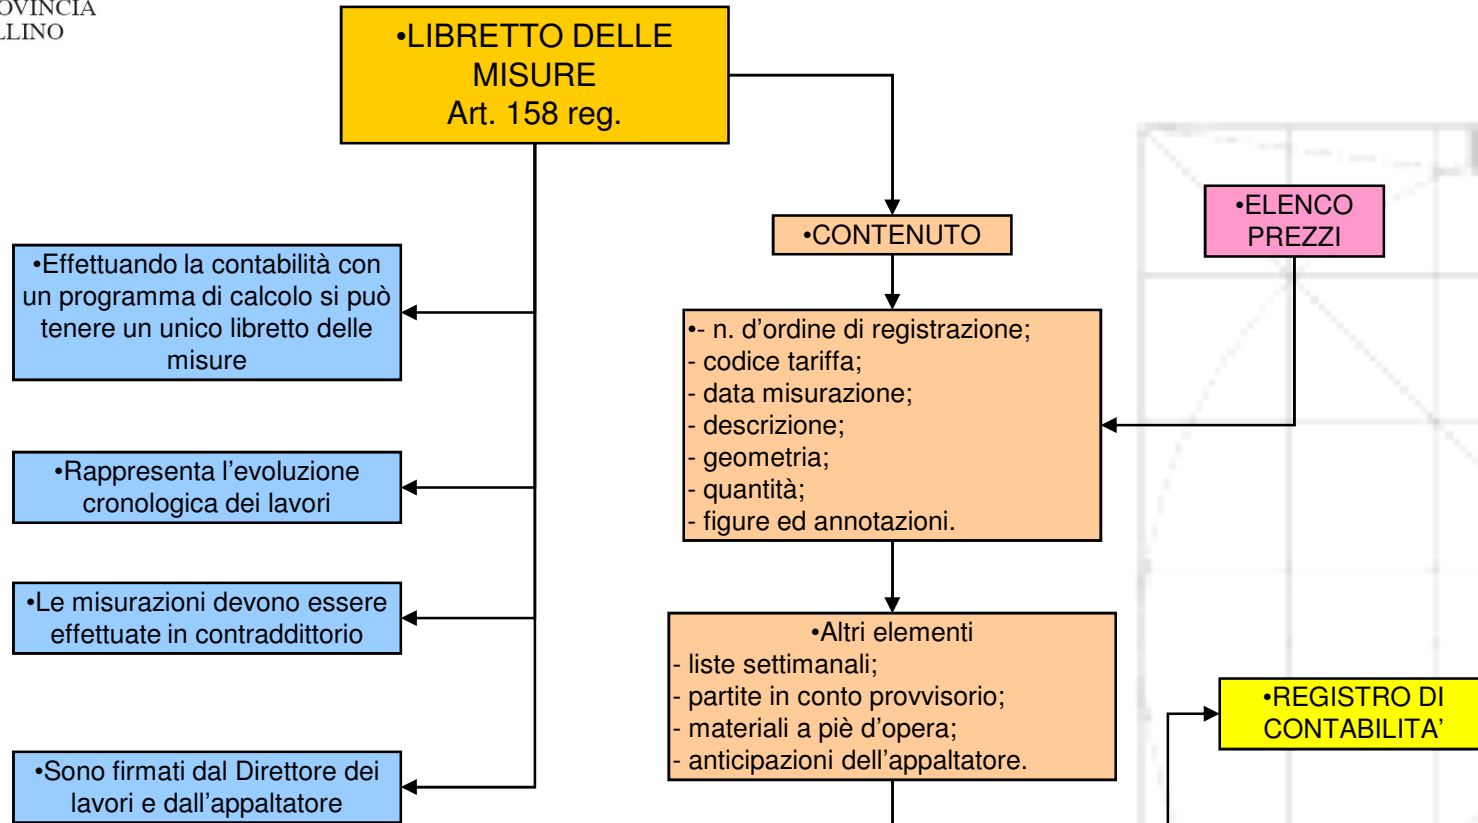 LLINO
•LIBRETTO DELLE
MISURE
Art. 158 reg.
•CONTENUTO
•ELENCO
PREZZI
•Effettuando la contabilità con
un programma di calcolo si può
tenere un unico libretto delle
misure
•- n. d’ordine di registrazione;
- codice tariffa;
- data misurazione;
- descrizione;
- geometria;
- quantità;
- figure ed annotazioni.
•Rappresenta l’evoluzione
cronologica dei lavori
•Le misurazioni devono essere
effettuate in contraddittorio
•Altri elementi
- liste settimanali;
- partite in conto provvisorio;
- materiali a piè d’opera;
- anticipazioni dell’appaltatore.
•REGISTRO DI
CONTABILITA’
•Sono firmati dal Direttore dei
lavori e dall’appaltatore